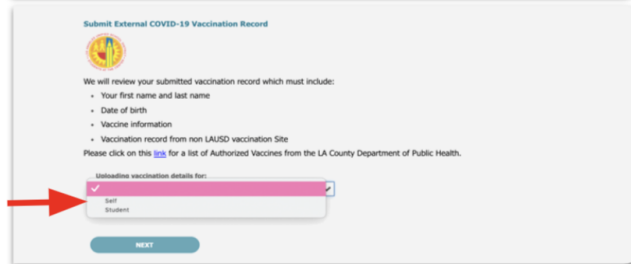 Submit External COVID-19 Vaccination Record
We will review your submitted vaccination record which must include:
• Your first name and last name
• Date of birth
• Vaccine information
• Vaccination record from non LAUSD vaccination Site
Please click on this link for a list of Authorized Vaccines from the LA County Department of Public Health.
Uploading vaccination details for:
Self
Student
NEXT